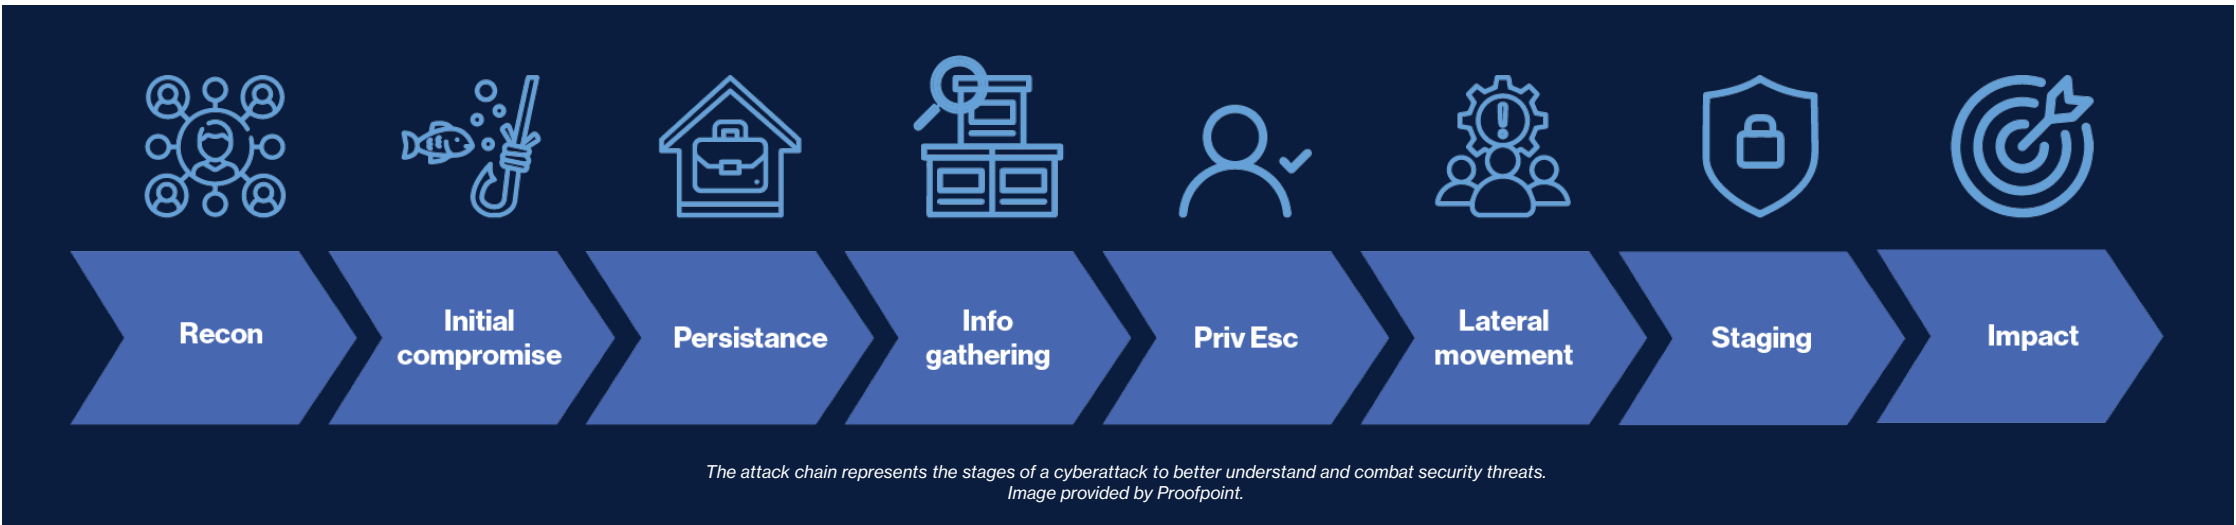 Recon
Initial
compromise
Persistance
Info
gathering
Priv Esc
Lateral
movement
Staging
Impact
The attack chain represents the stages of a cyberattack to better understand and combat security threats.
Image provided by Proofpoint.